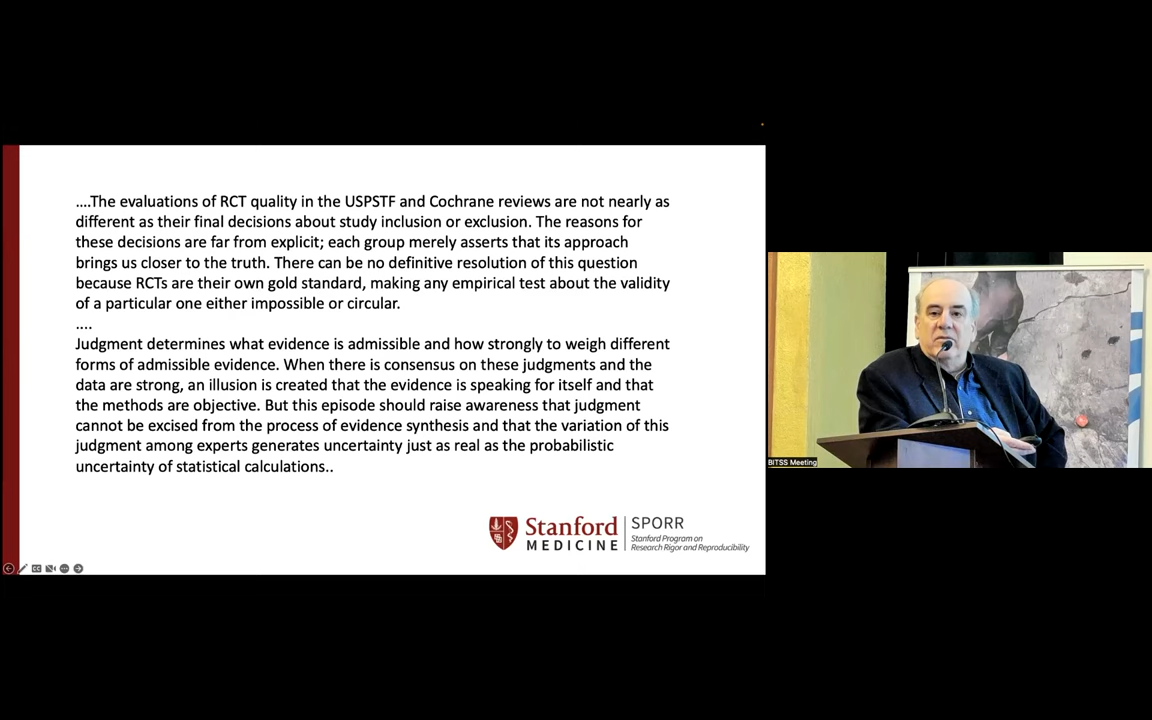 ....The evaluations of RCT quality in the USPSTF and Cochrane reviews are not nearly as
different as their final decisions about study inclusion or exclusion. The reasons for
these decisions are far from explicit; each group merely asserts that its approach
brings us closer to the truth. There can be no definitive resolution of this question
because RCTs are their own gold standard, making any empirical test about the validity
of a particular one either impossible or circular.
....
Judgment determines what evidence is admissible and how strongly to weigh different
forms of admissible evidence. When there is consensus on these judgments and the
data are strong, an illusion is created that the evidence is speaking for itself and that
the methods are objective. But this episode should raise awareness that judgment
cannot be excised from the process of evidence synthesis and that the variation of this
judgment among experts generates uncertainty just as real as the probabilistic
uncertainty of statistical calculations..
Stanford
MEDICINE
SPORR
Stanford Program on
Research Rigor and Reproducibility
BITSS Meeting